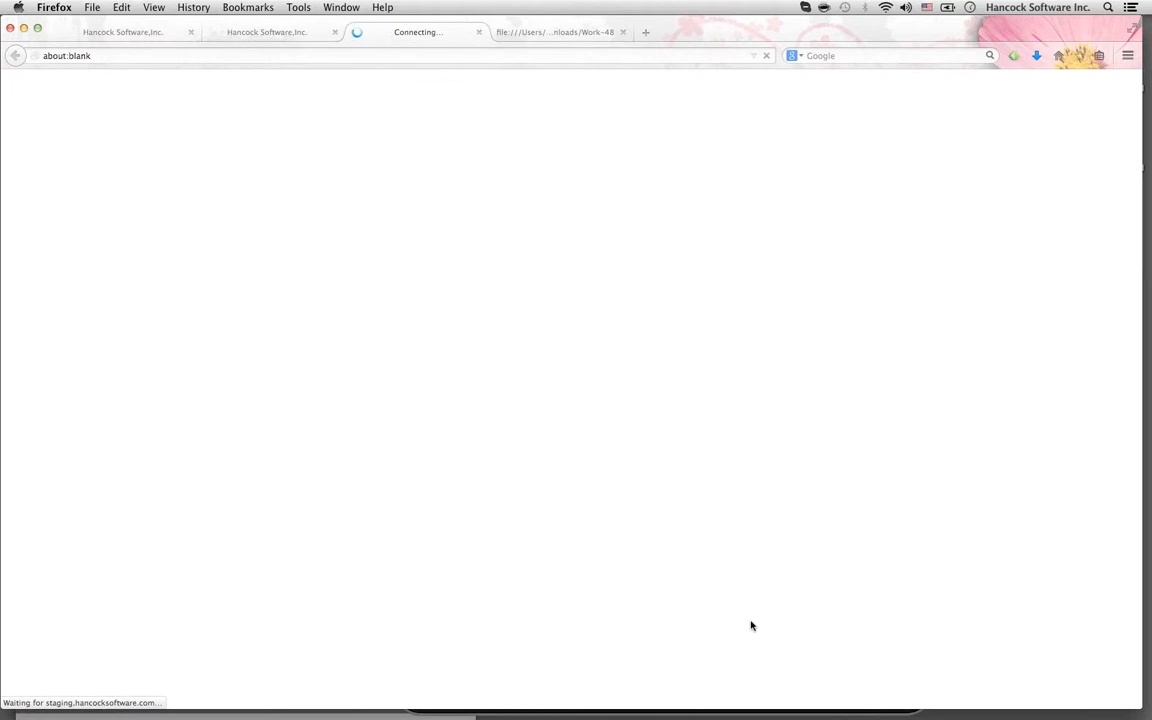 Firefox File Edit View History Bookmarks Tools Window Help Hancock Software Inc.
Hancock Software,Inc. Hancock Software,Inc. Connecting... file:///Users/...nloads/Work-48
about:blank Google
Waiting for staging.hancocksoftware.com...